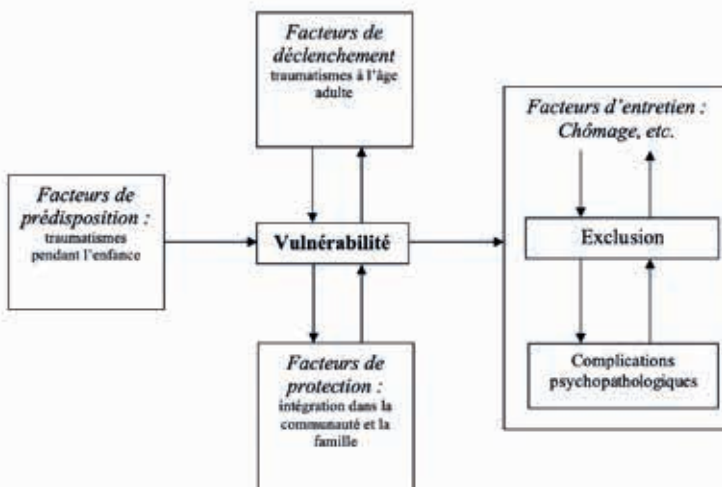 Facteurs de
déclenchement
traumatismes à l'âge
adulte
Facteurs d'entretien :
Chômage, etc.
Facteurs de
prédisposition :
traumatismes
pendant l'enfance
Vulnérabilité
Exclusion
Facteurs de
protection :
intégration dans la
communauté et la
famille
Complications
psychopathologiques